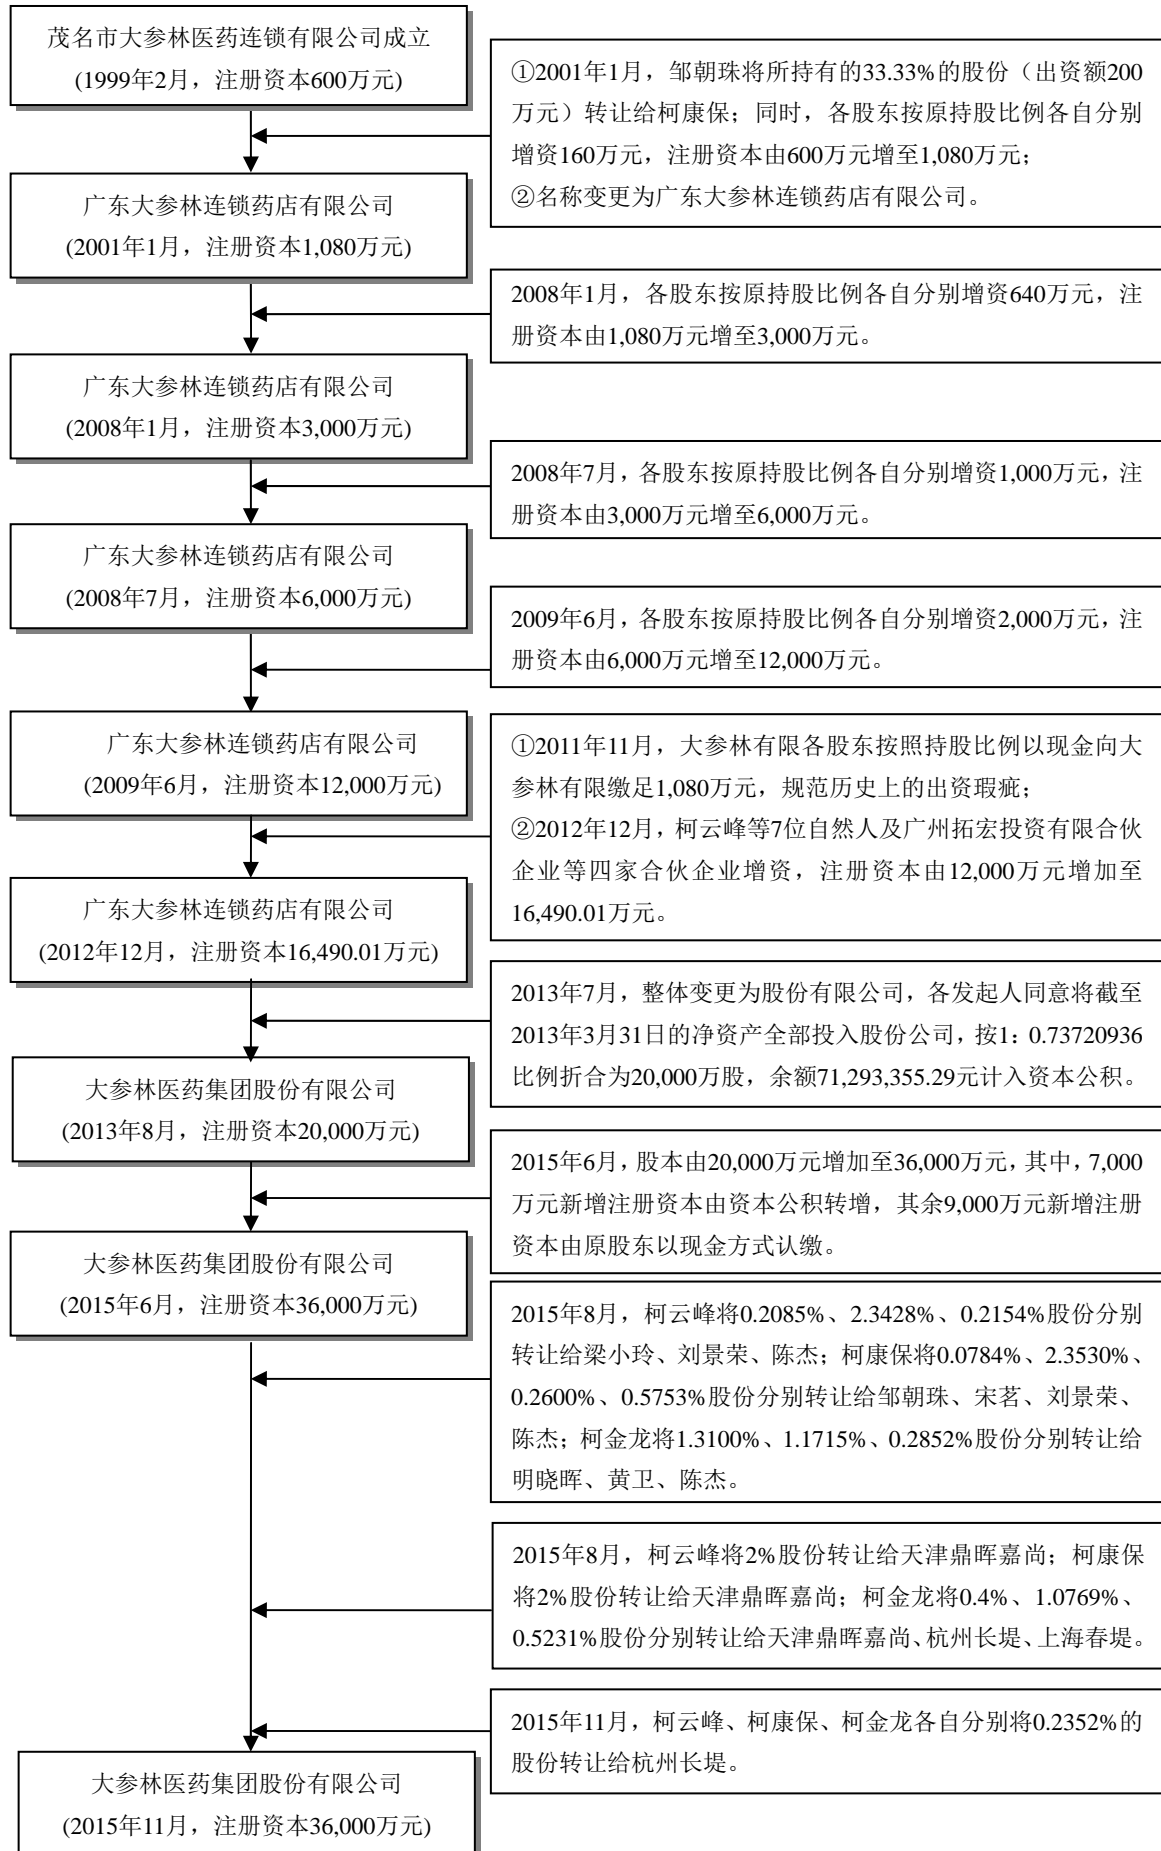 茂名市大参林医药连锁有限公司成立
(1999年2月，注册资本600万元)
①2001年1月，邹朝珠将所持有的33.33%的股份（出资额200
万元）转让给柯康保；同时，各股东按原持股比例各自分别
增资160万元，注册资本由600万元增至1,080万元；
②名称变更为广东大参林连锁药店有限公司。
广东大参林连锁药店有限公司
(2001年1月，注册资本1,080万元)
2008年1月，各股东按原持股比例各自分别增资640万元，注
册资本由1,080万元增至3,000万元。
广东大参林连锁药店有限公司
(2008年1月，注册资本3,000万元)
2008年7月，各股东按原持股比例各自分别增资1,000万元，注
册资本由3,000万元增至6,000万元。
广东大参林连锁药店有限公司
(2008年7月，注册资本6,000万元)
2009年6月，各股东按原持股比例各自分别增资2,000万元，注
册资本由6,000万元增至12,000万元。
广东大参林连锁药店有限公司
(2009年6月，注册资本12,000万元)
①2011年11月，大参林有限各股东按照持股比例以现金向大
参林有限缴足1,080万元，规范历史上的出资瑕疵；
②2012年12月，柯云峰等7位自然人及广州拓宏投资有限合伙
企业等四家合伙企业增资，注册资本由12,000万元增加至
16,490.01万元。
广东大参林连锁药店有限公司
(2012年12月，注册资本16,490.01万元)
2013年7月，整体变更为股份有限公司，各发起人同意将截至
2013年3月31日的净资产全部投入股份公司，按1：0.73720936
比例折合为20,000万股，余额71,293,355.29元计入资本公积。
大参林医药集团股份有限公司
(2013年8月，注册资本20,000万元)
2015年6月，股本由20,000万元增加至36,000万元，其中，7,000
万元新增注册资本由资本公积转增，其余9,000万元新增注册
资本由原股东以现金方式认缴。
大参林医药集团股份有限公司
(2015年6月，注册资本36,000万元)
2015年8月，柯云峰将0.2085%、2.3428%、0.2154%股份分别
转让给梁小玲、刘景荣、陈杰；柯康保将0.0784%、2.3530%、
0.2600%、0.5753%股份分别转让给邹朝珠、宋茗、刘景荣、
陈杰；柯金龙将1.3100%、1.1715%、0.2852%股份分别转让给
明晓晖、黄卫、陈杰。
2015年8月，柯云峰将2%股份转让给天津鼎晖嘉尚；柯康保
将2%股份转让给天津鼎晖嘉尚；柯金龙将0.4%、1.0769%、
0.5231%股份分别转让给天津鼎晖嘉尚、杭州长堤、上海春堤。
2015年11月，柯云峰、柯康保、柯金龙各自分别将0.2352%的
股份转让给杭州长堤。
大参林医药集团股份有限公司
(2015年11月，注册资本36,000万元)